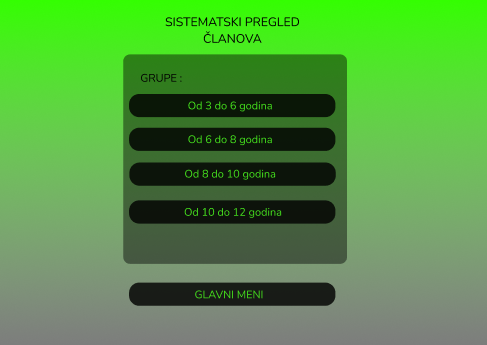 SISTEMATSKI PREGLED
ČLANOVA
GRUPE :
Od 3 do 6 godina
Od 6 do 8 godina
Od 8 do 10 godina
Od 10 do 12 godina
GLAVNI MENI